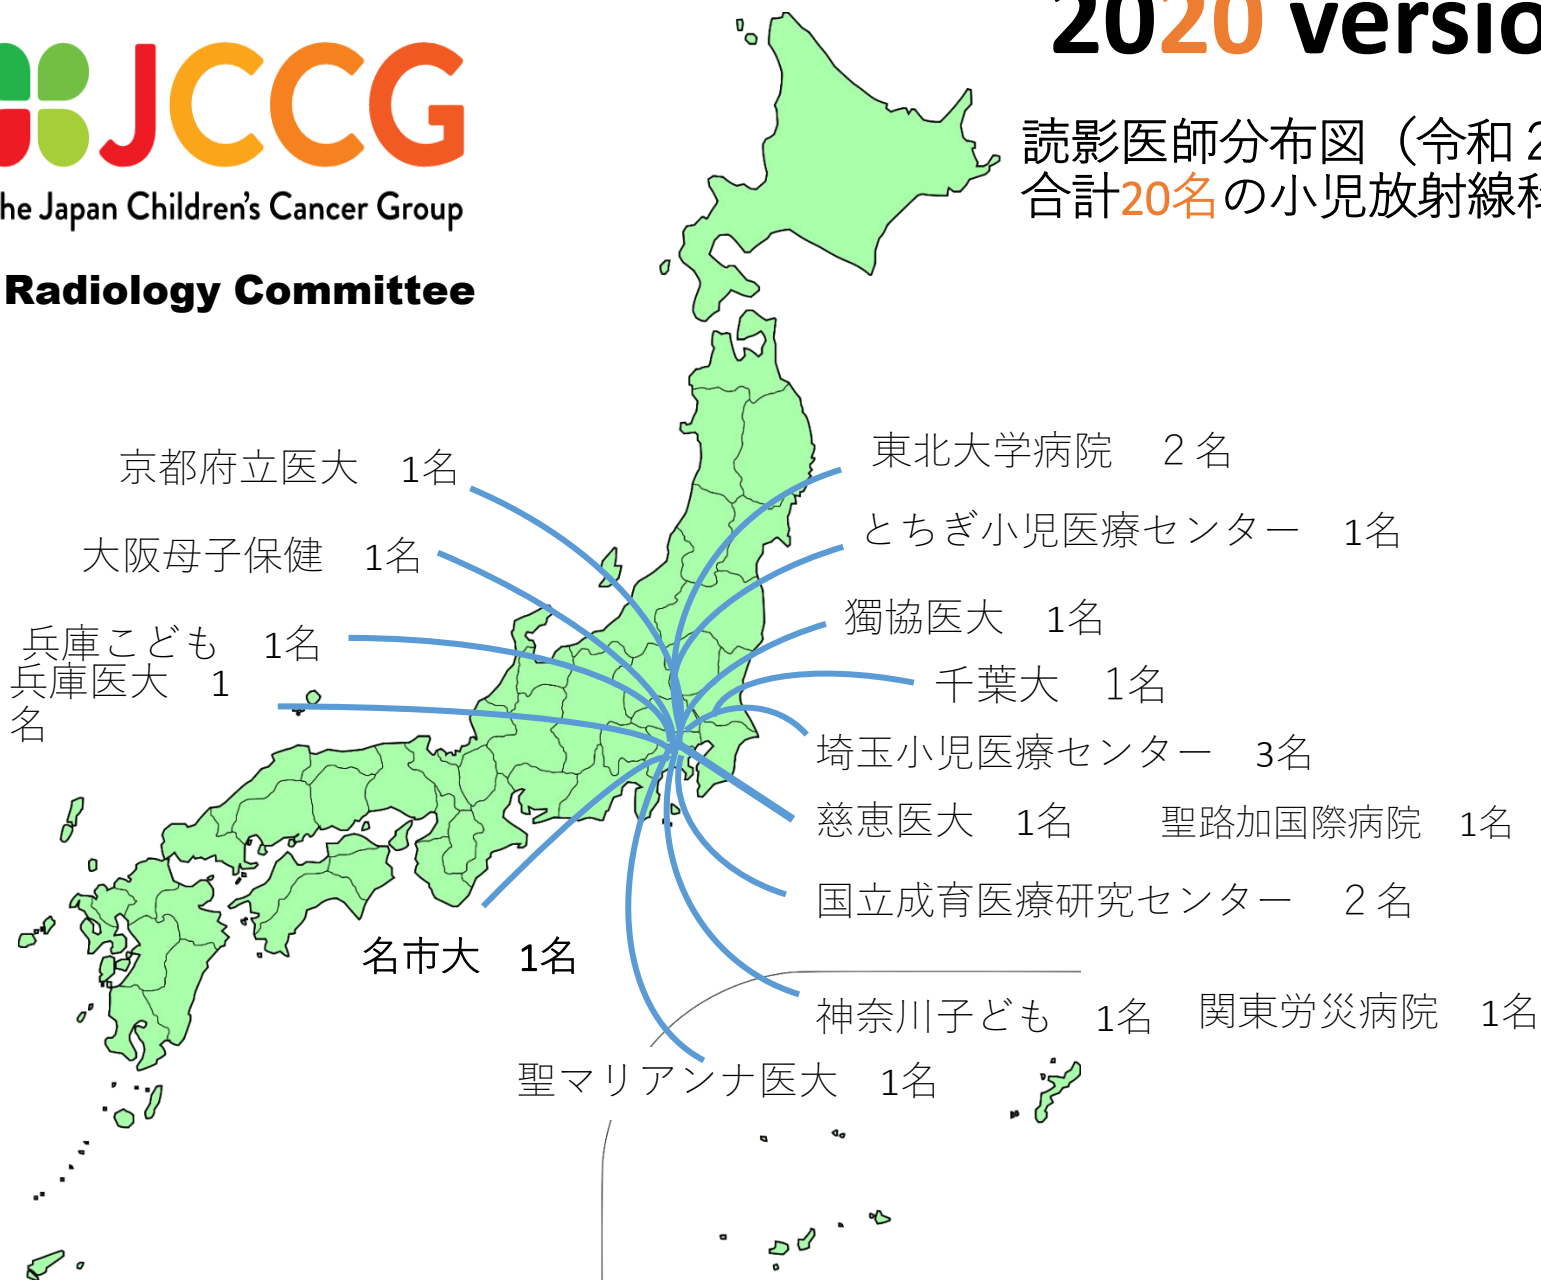 2020 versio
JCCG
he Japan Children's Cancer Group
Radiology Committee
読影医師分布図（令和２
合計20名の小児放射線科
京都府立医大　1名
大阪母子保健　1名
兵庫こども　1名
兵庫医大　1
名
名市大　1名
聖マリアンナ医大　1名
東北大学病院　２名
とちぎ小児医療センター　1名
獨協医大　1名
千葉大　1名
埼玉小児医療センター　3名
慈恵医大　1名　　聖路加国際病院　1名
国立成育医療研究センター　２名
神奈川子ども　1名　関東労災病院　1名